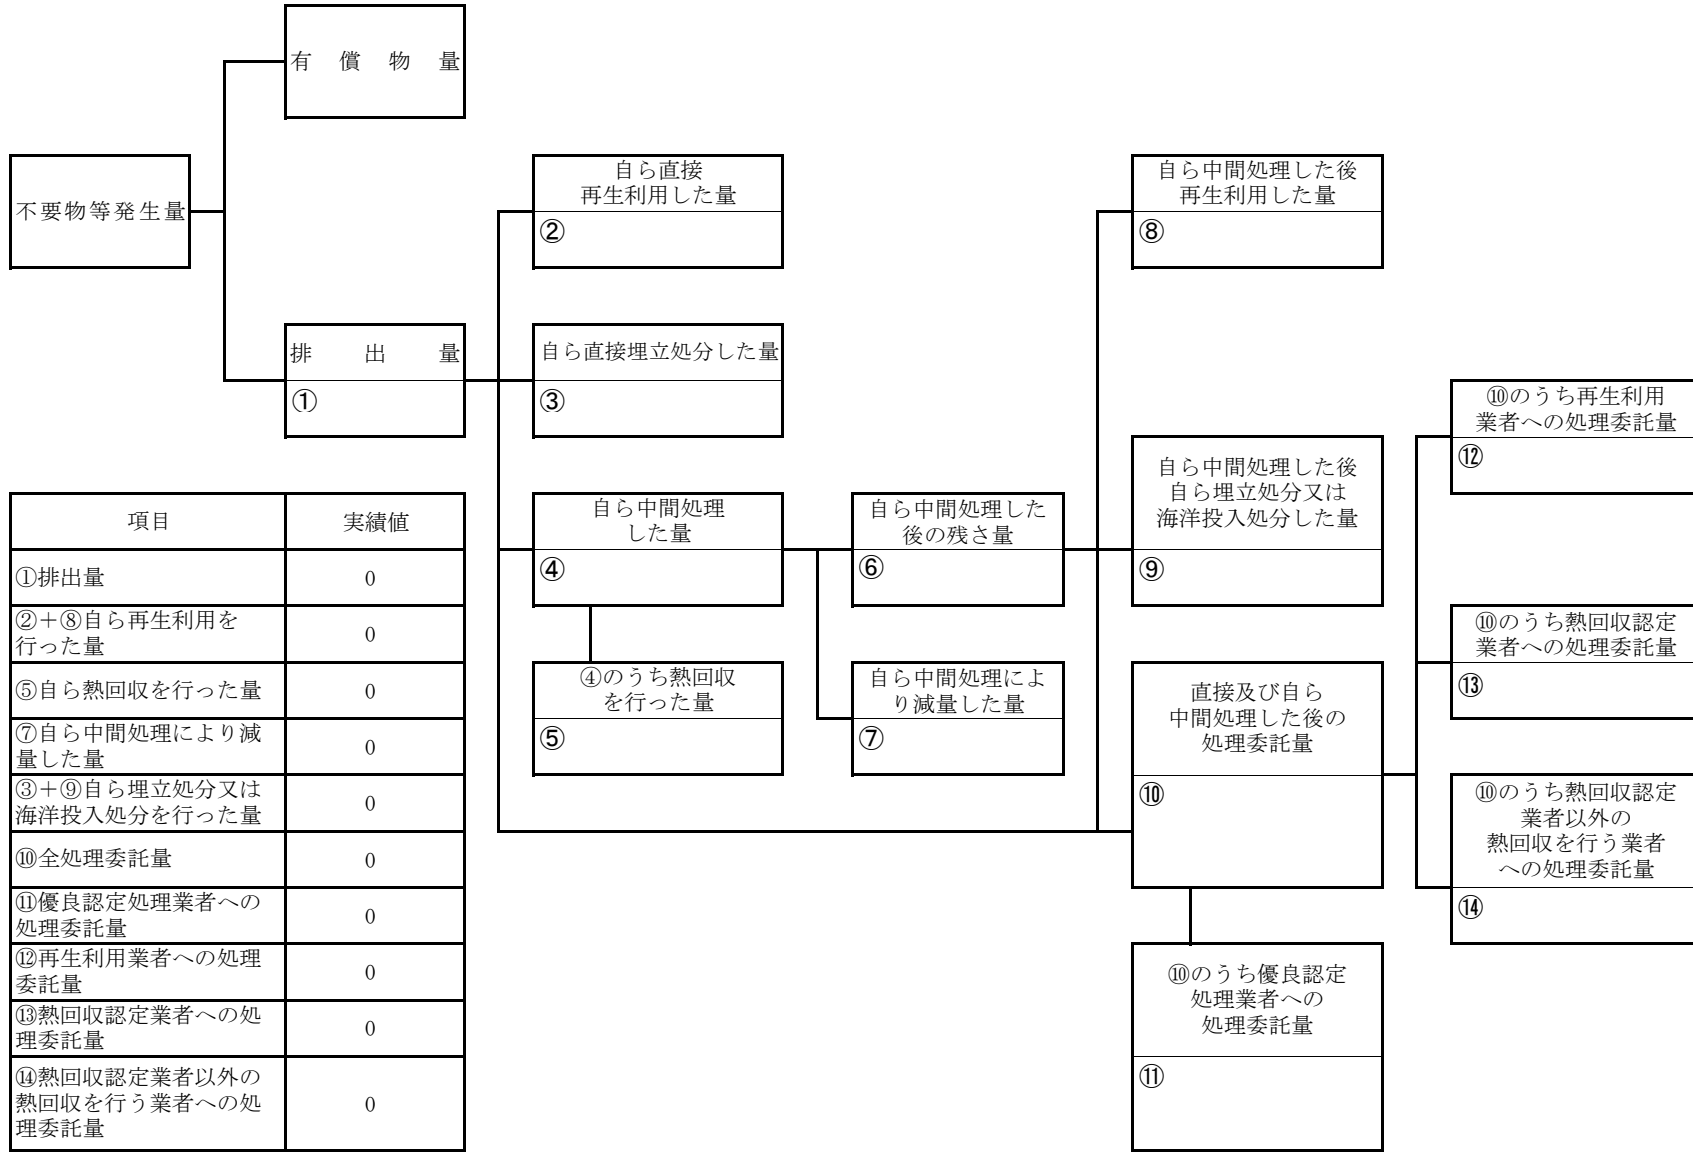 有償物量
不要物等発生量
排出量
①
自ら直接
再生利用した量
②
自ら直接埋立処分した量
③
自ら中間処理
した量
④
④のうち熱回収
を行った量
⑤
自ら中間処理した
後の残さ量
⑥
自ら中間処理によ
り減量した量
⑦
自ら中間処理した後
再生利用した量
⑧
自ら中間処理した後
自ら埋立処分又は
海洋投入処分した量
⑨
直接及び自ら
中間処理した後の
処理委託量
⑩
⑩のうち優良認定
処理業者への
処理委託量
⑪
⑩のうち再生利用
業者への処理委託量
⑫
⑩のうち熱回収認定
業者への処理委託量
⑬
⑩のうち熱回収認定
業者以外の
熱回収を行う業者
への処理委託量
⑭
項目 実績値
①排出量 0
②＋⑧自ら再生利用を
行った量 0
⑤自ら熱回収を行った量 0
⑦自ら中間処理により減
量した量 0
③＋⑨自ら埋立処分又は
海洋投入処分を行った量 0
⑩全処理委託量 0
⑪優良認定処理業者への
処理委託量 0
⑫再生利用業者への処理
委託量 0
⑬熱回収認定業者への処
理委託量 0
⑭熱回収認定業者以外の
熱回収を行う業者への処 0
理委託量